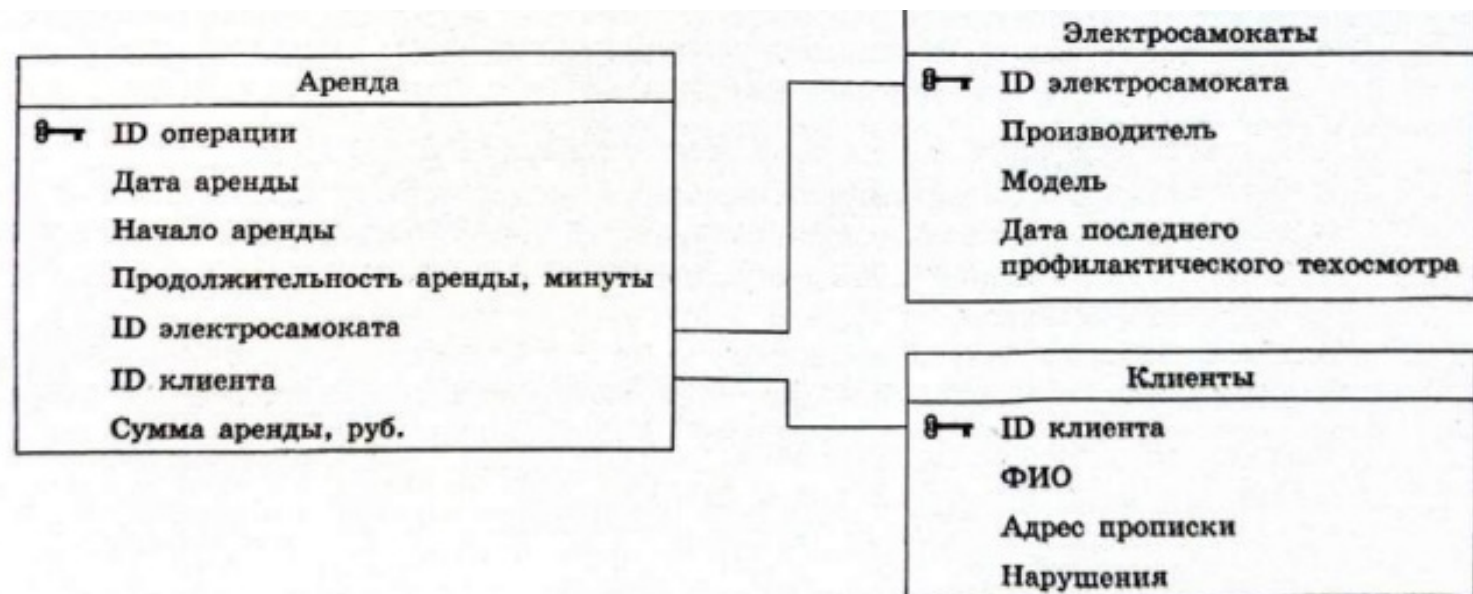 Аренда
ID операции
Дата аренды
Начало аренды
Продолжительность аренды, минуты
ID электросамоката
ID клиента
Сумма аренды, руб.
Электросамокаты
ID электросамоката
Производитель
Модель
Дата последнего
профилактического техосмотра
Клиенты
ID клиента
ФИО
Адрес прописки
Нарушения